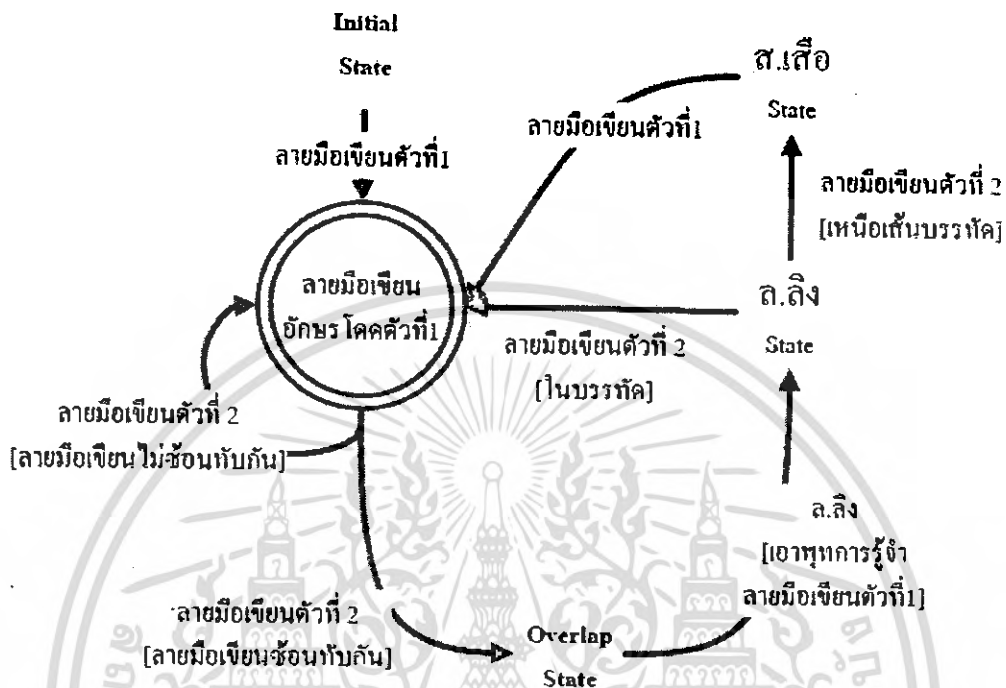 Initial
State
ลายมือเขียนตัวที่1
ส.เสือ
State
ลายมือเขียนตัวที่1
ลายมือเขียนตัวที่ 2
[เหนือเส้นบรรทัด]
ลายมือเขียน
อักษรโดดตัวที่1
ล.ลิง
State
ลายมือเขียนตัวที่ 2
[ในบรรทัด]
ลายมือเขียนตัวที่ 2
[ลายมือเขียนไม่ซ้อนทับกัน]
ล.ลิง
[เอาพุทการรู้จำ
ลายมือเขียนตัวที่1]
ลายมือเขียนตัวที่ 2
[ลายมือเขียนซ้อนทับกัน]
Overlap
State